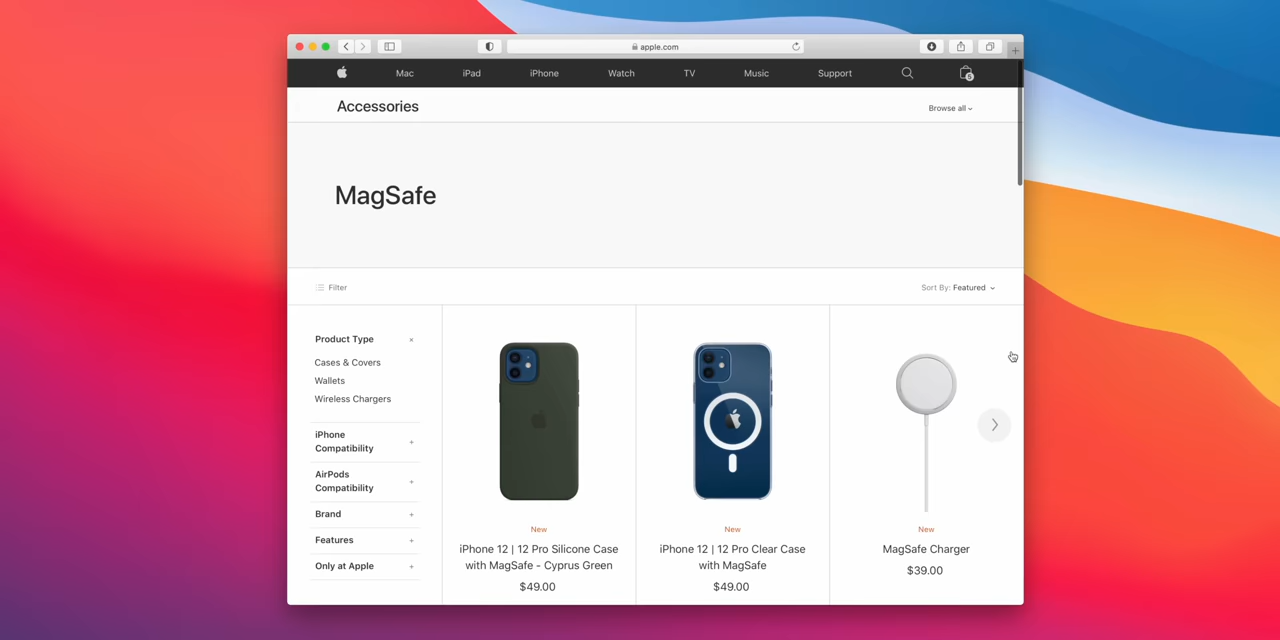 apple.com
Mac iPad iPhone Watch TV Music Support
5
Accessories
Browse all
MagSafe
Filter
Sort By: Featured
Product Type
Cases & Covers
Wallets
Wireless Chargers
iPhone
Compatibility
AirPods
Compatibility
Brand
Features
Only at Apple
New
iPhone 12 | 12 Pro Silicone Case
with MagSafe - Cyprus Green
$49.00
New
iPhone 12 | 12 Pro Clear Case
with MagSafe
$49.00
New
MagSafe Charger
$39.00